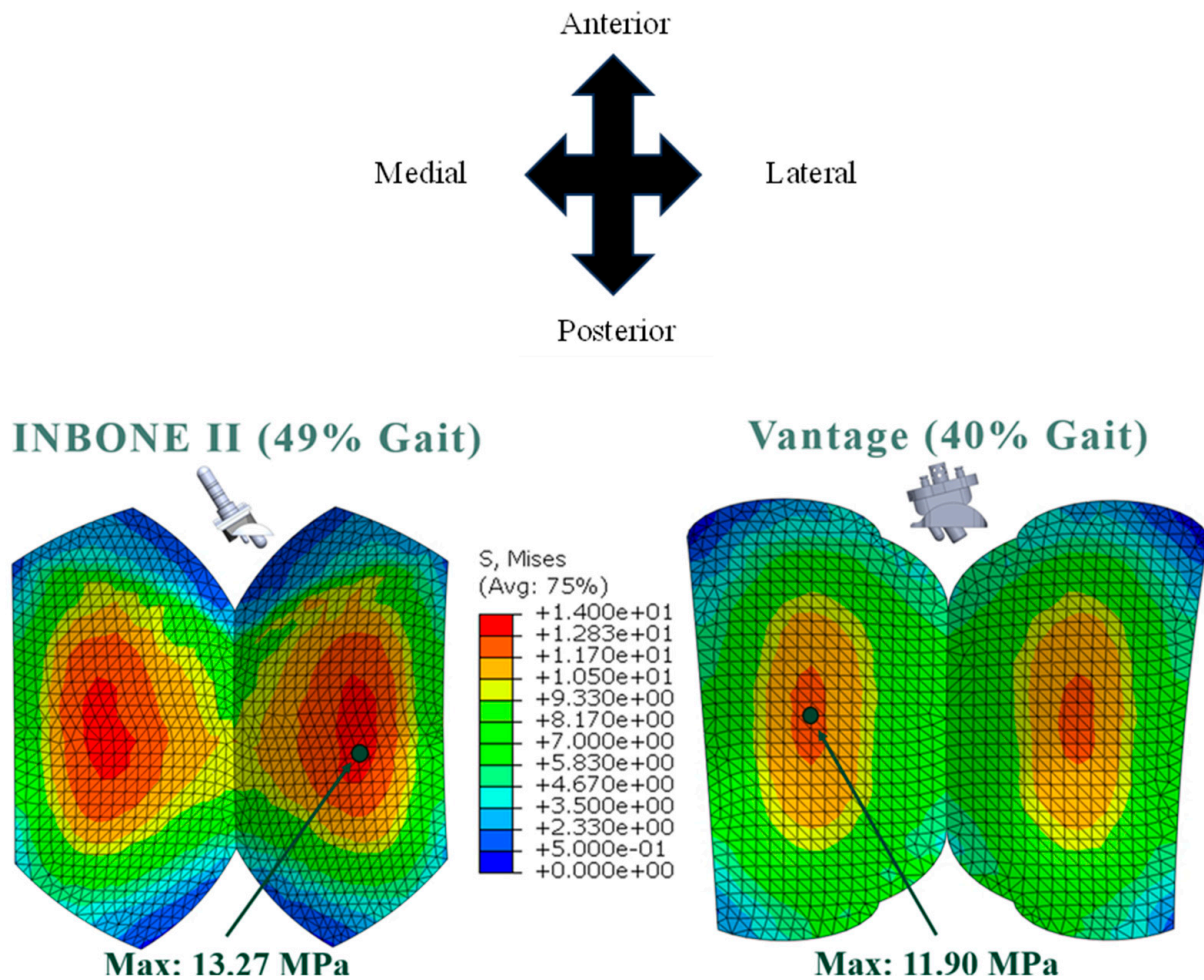 Anterior
Medial
Lateral
Posterior
INBONE II (49% Gait)
Vantage (40% Gait)
S, Mises
(Avg: 75%)
+1.400e+01
+1.283e+01
+1.170e+01
+1.050e+01
+9.330e+00
+8.170e+00
+7.000e+00
+5.830e+00
+4.670e+00
+3.500e+00
+2.330e+00
+5.000e-01
+0.000e+00
Max: 13.27 MPa
Max: 11.90 MPa